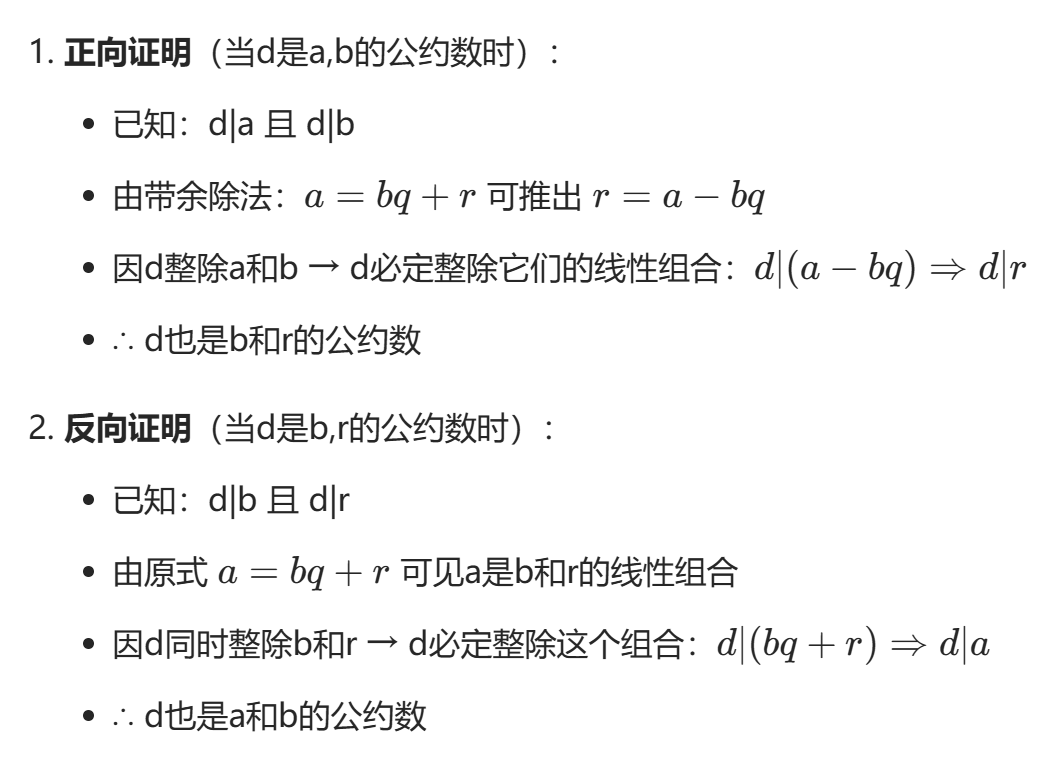 1. 正向证明（当d是a,b的公约数时）:
• 已知：d|a 且 d|b
• 由带余除法：a = bq + r 可推出 r = a − bq
• 因d整除a和b → d必定整除它们的线性组合：d|(a − bq) ⇒ d|r
• ∴ d也是b和r的公约数
2. 反向证明（当d是b,r的公约数时）:
• 已知：d|b 且 d|r
• 由原式 a = bq + r 可见a是b和r的线性组合
• 因d同时整除b和r → d必定整除这个组合：d|(bq + r) ⇒ d|a
• ∴ d也是a和b的公约数